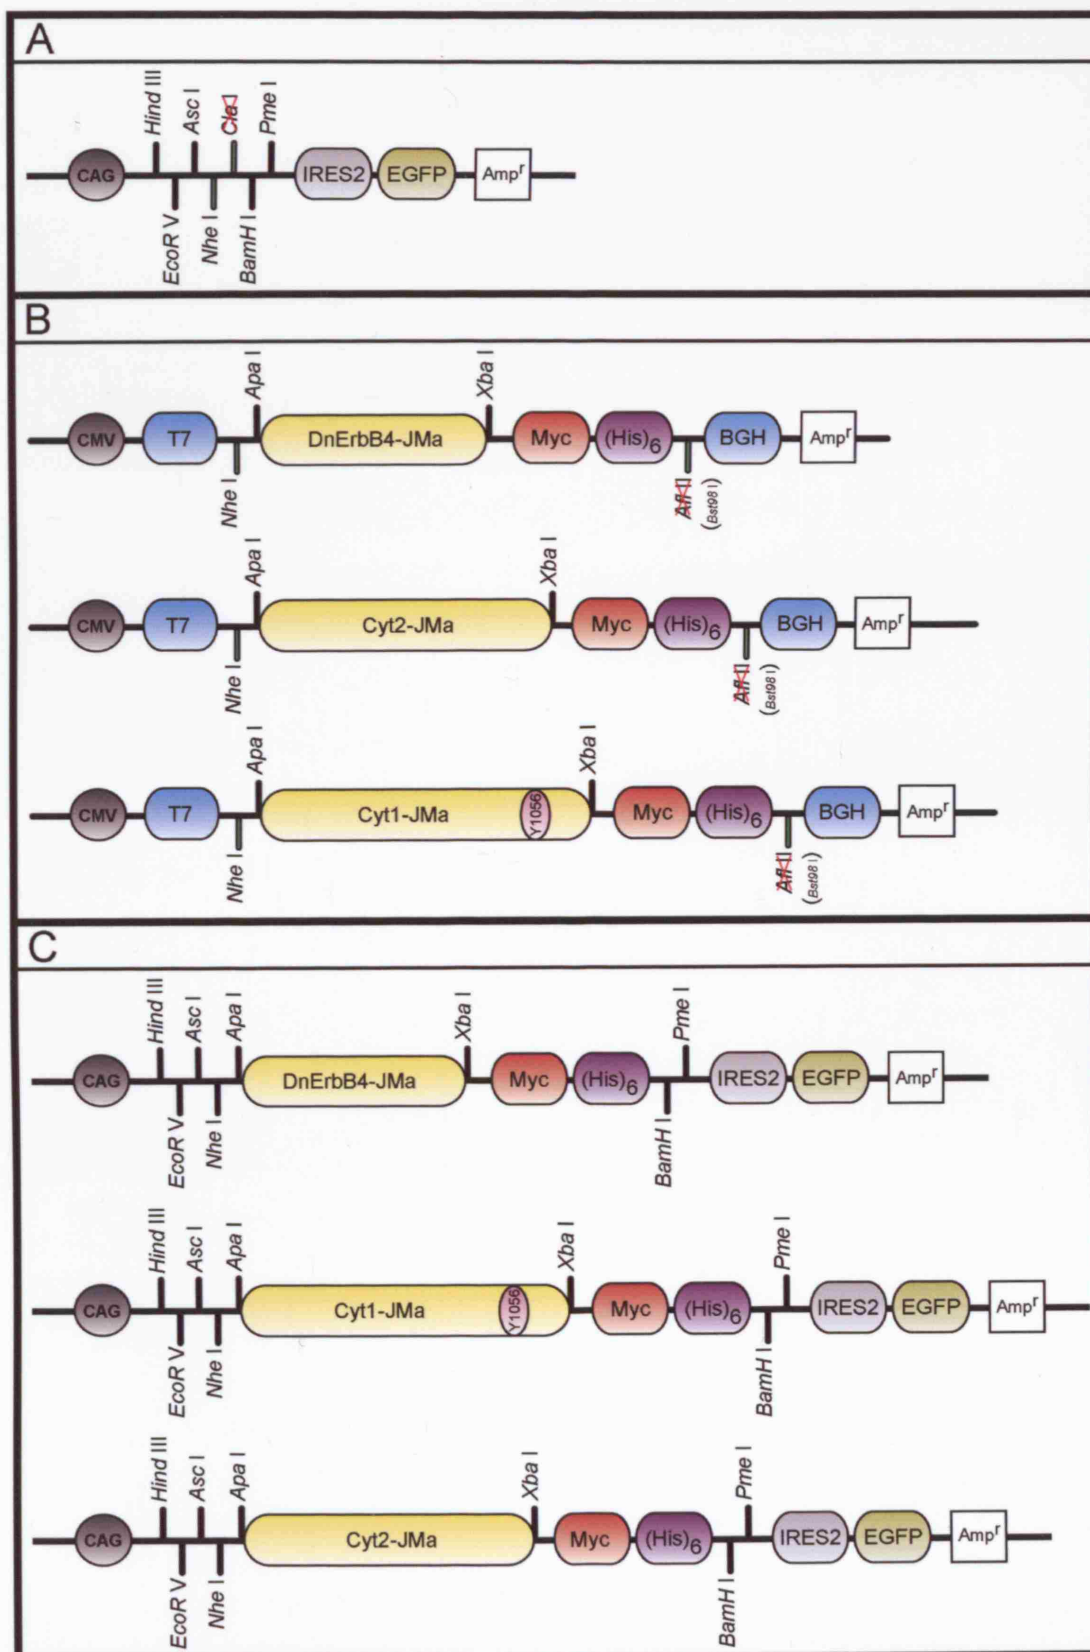 A
Hind III
Asc I
Cla I
Pme I
CAG
IRES2
EGFP
Ampr
EcoR V
Nhe I
BamH I
B
Apa I
Xba I
CMV
T7
DnErbB4-JMa
Myc
(His)6
BGH
Ampr
Nhe I
Afl II
(Bst98 I)
Apa I
Xba I
CMV
T7
Cyt2-JMa
Myc
(His)6
BGH
Ampr
Nhe I
Afl II
(Bst98 I)
Apa I
Xba I
CMV
T7
Cyt1-JMa
Y1056
Myc
(His)6
BGH
Ampr
Nhe I
Afl II
(Bst98 I)
C
Hind III
Asc I
Apa I
Xba I
Pme I
CAG
DnErbB4-JMa
Myc
(His)6
IRES2
EGFP
Ampr
EcoR V
Nhe I
BamH I
Hind III
Asc I
Apa I
Xba I
Pme I
CAG
Cyt1-JMa
Y1056
Myc
(His)6
IRES2
EGFP
Ampr
EcoR V
Nhe I
BamH I
Hind III
Asc I
Apa I
Xba I
Pme I
CAG
Cyt2-JMa
Myc
(His)6
IRES2
EGFP
Ampr
EcoR V
Nhe I
BamH I